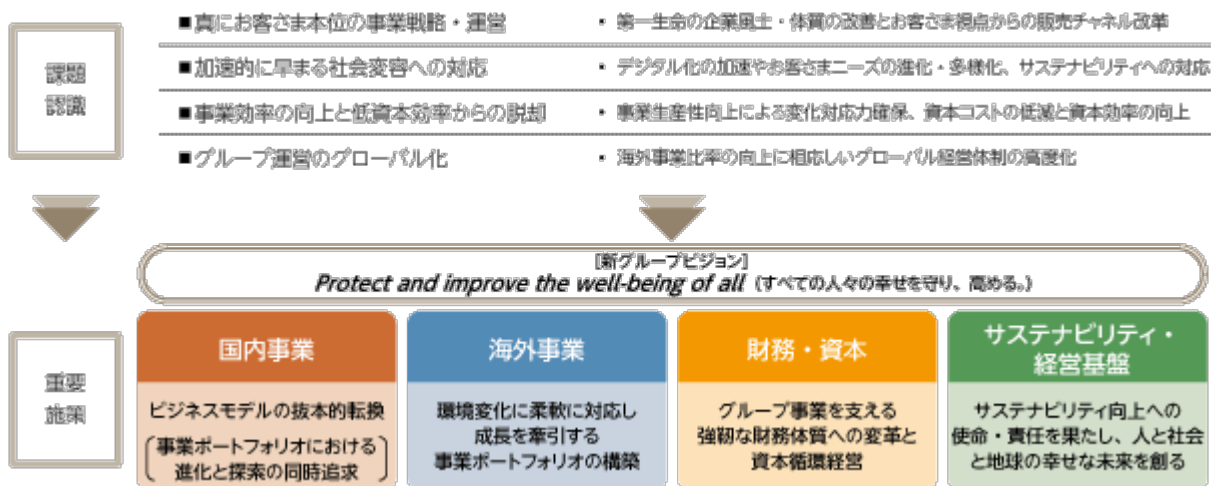 課題
認識
■真にお客さま本位の事業戦略・運営
・ 第一生命の企業風土・体質の改善とお客さま視点からの販売チャネル改革
■加速的に早まる社会変容への対応
・ デジタル化の加速やお客さまニーズの進化・多様化、サステナビリティへの対応
■事業効率の向上と低資本効率からの脱却
・ 事業生産性向上による変化対応力確保、資本コストの低減と資本効率の向上
■グループ運営のグローバル化
・ 海外事業比率の向上に相応しいグローバル経営体制の高度化
[新グループビジョン]
Protect and improve the well-being of all (すべての人々の幸せを守り、高める。)
重要
施策
国内事業
ビジネスモデルの抜本的転換
(事業ポートフォリオにおける
進化と探索の同時追求)
海外事業
環境変化に柔軟に対応し
成長を牽引する
事業ポートフォリオの構築
財務・資本
グループ事業を支える
強靭な財務体質への変革と
資本循環経営
サステナビリティ・
経営基盤
サステナビリティ向上への
使命・責任を果たし、人と社会
と地球の幸せな未来を創る